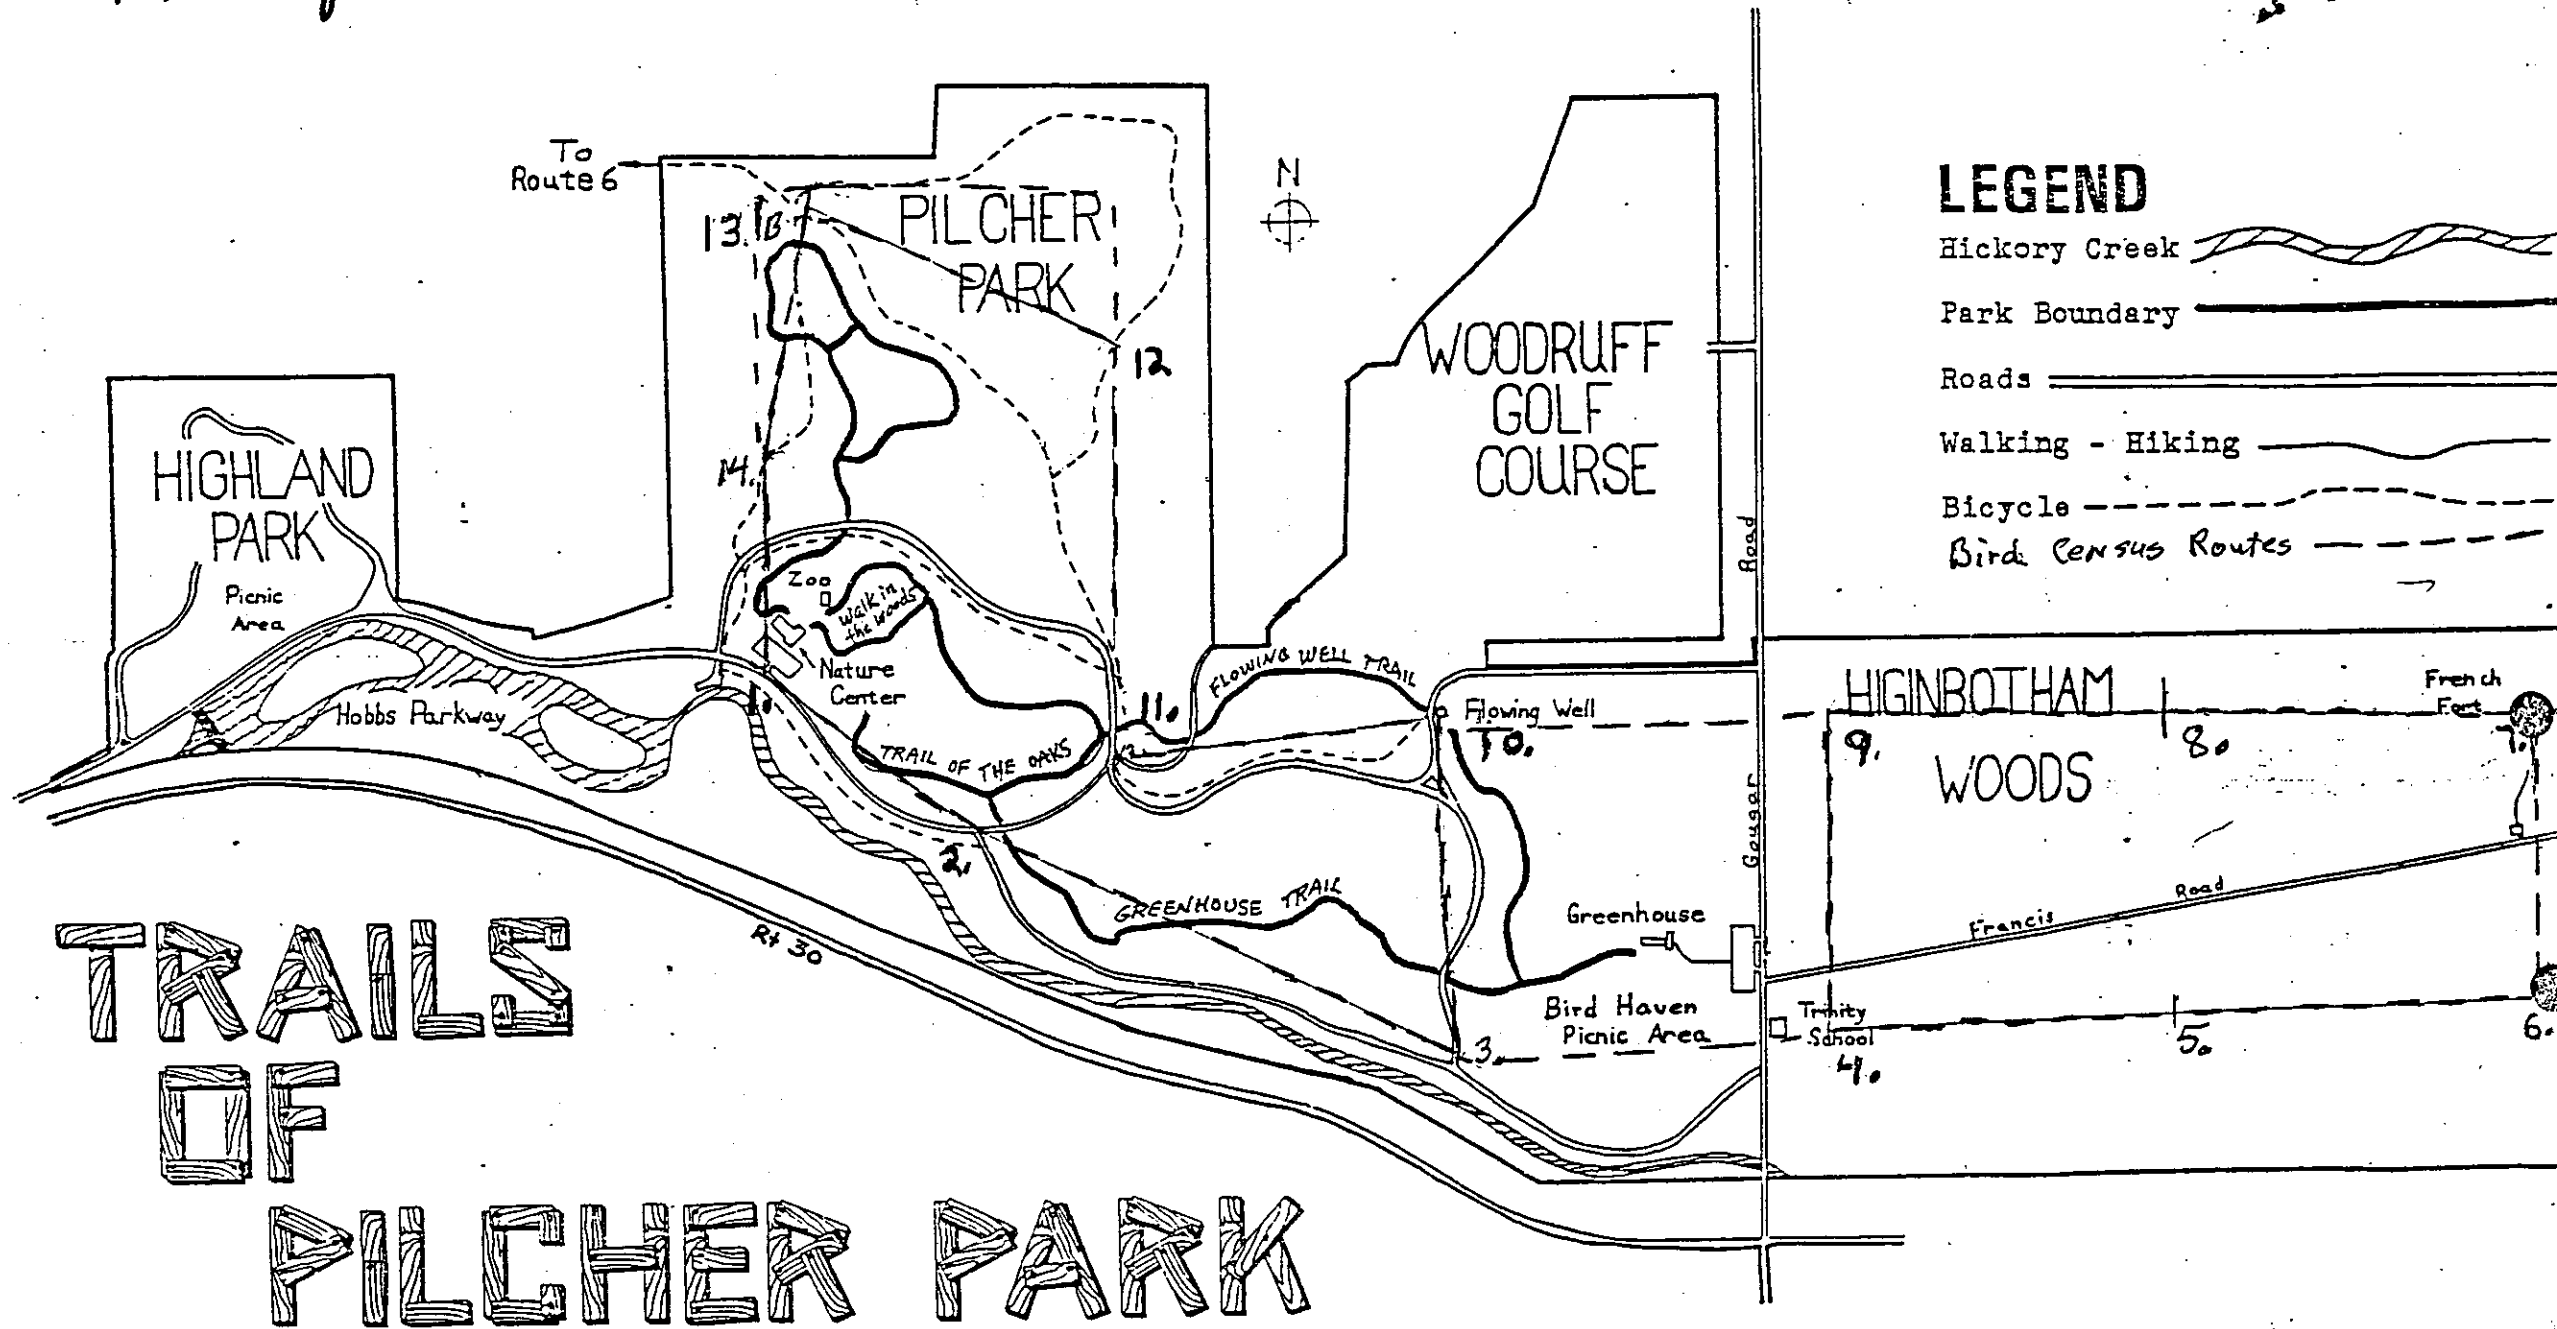 To
Route 6
N
13.
B
PILCHER
PARK
12
WOODRUFF
GOLF
COURSE
LEGEND
Hickory Creek
Park Boundary
Roads
Walking - Hiking
Bicycle
Bird Census Routes
HIGHLAND
PARK
Picnic
Area
14.
Road
Zoo
Walk in
the Woods
Nature
Center
Hobbs Parkway
1.
FLOWING WELL TRAIL
11.
Flowing Well
10.
TRAIL OF THE OAKS
HIGINBOTHAM
WOODS
French
Fort
9.
8.
7.
Gougar
2.
GREENHOUSE TRAIL
Greenhouse
Francis Road
Rt 30
Bird Haven
Picnic Area
Trinity
School
3.
4.
5.
6.
TRAILS
OF
PILCHER PARK